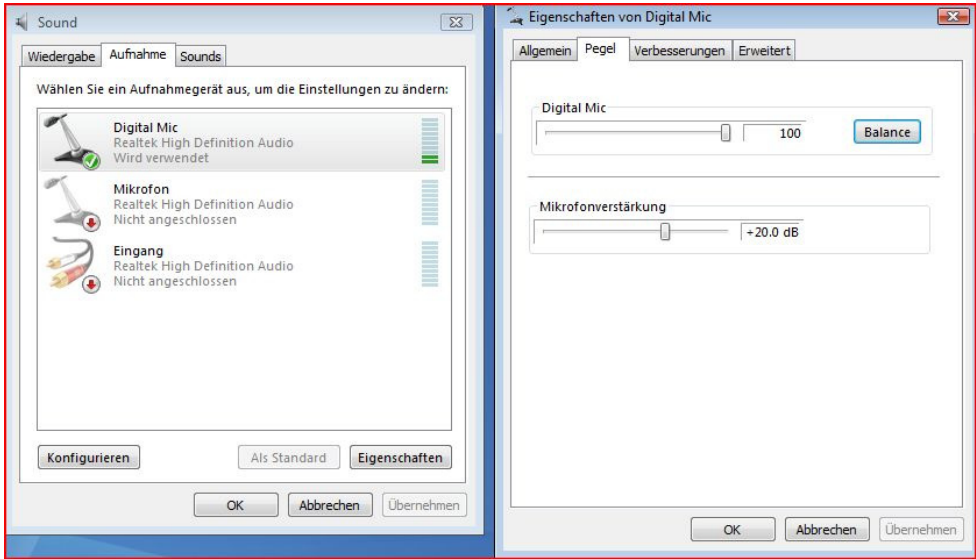 Sound
Wiedergabe Aufnahme Sounds
Wählen Sie ein Aufnahmegerät aus, um die Einstellungen zu ändern:
Digital Mic
Realtek High Definition Audio
Wird verwendet
Mikrofon
Realtek High Definition Audio
Nicht angeschlossen
Eingang
Realtek High Definition Audio
Nicht angeschlossen
Konfigurieren Als Standard Eigenschaften
OK Abbrechen Übernehmen
Eigenschaften von Digital Mic
Allgemein Pegel Verbesserungen Erweitert
Digital Mic
100 Balance
Mikrofonverstärkung
+20.0 dB
OK Abbrechen Übernehmen